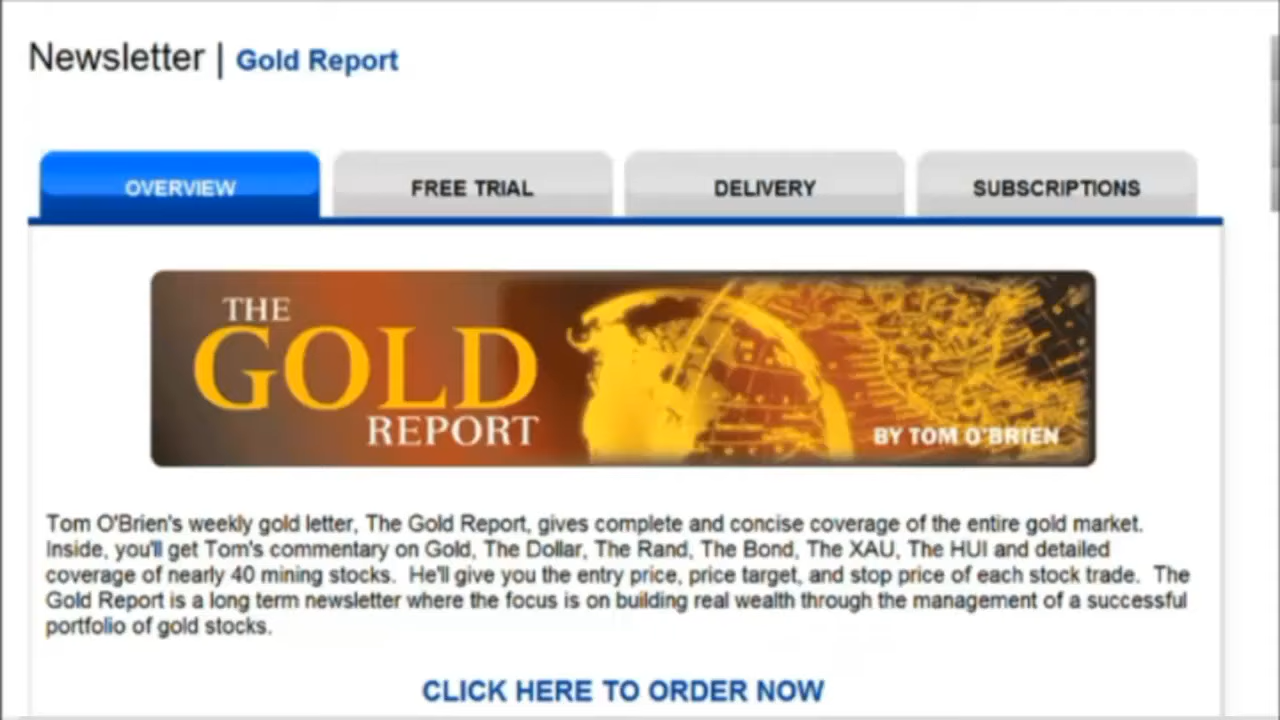 Newsletter | Gold Report
OVERVIEW FREE TRIAL DELIVERY SUBSCRIPTIONS
THE
GOLD
REPORT
BY TOM O'BRIEN
Tom O'Brien's weekly gold letter, The Gold Report, gives complete and concise coverage of the entire gold market.
Inside, you'll get Tom's commentary on Gold, The Dollar, The Rand, The Bond, The XAU, The HUI and detailed
coverage of nearly 40 mining stocks. He'll give you the entry price, price target, and stop price of each stock trade. The
Gold Report is a long term newsletter where the focus is on building real wealth through the management of a successful
portfolio of gold stocks.
CLICK HERE TO ORDER NOW